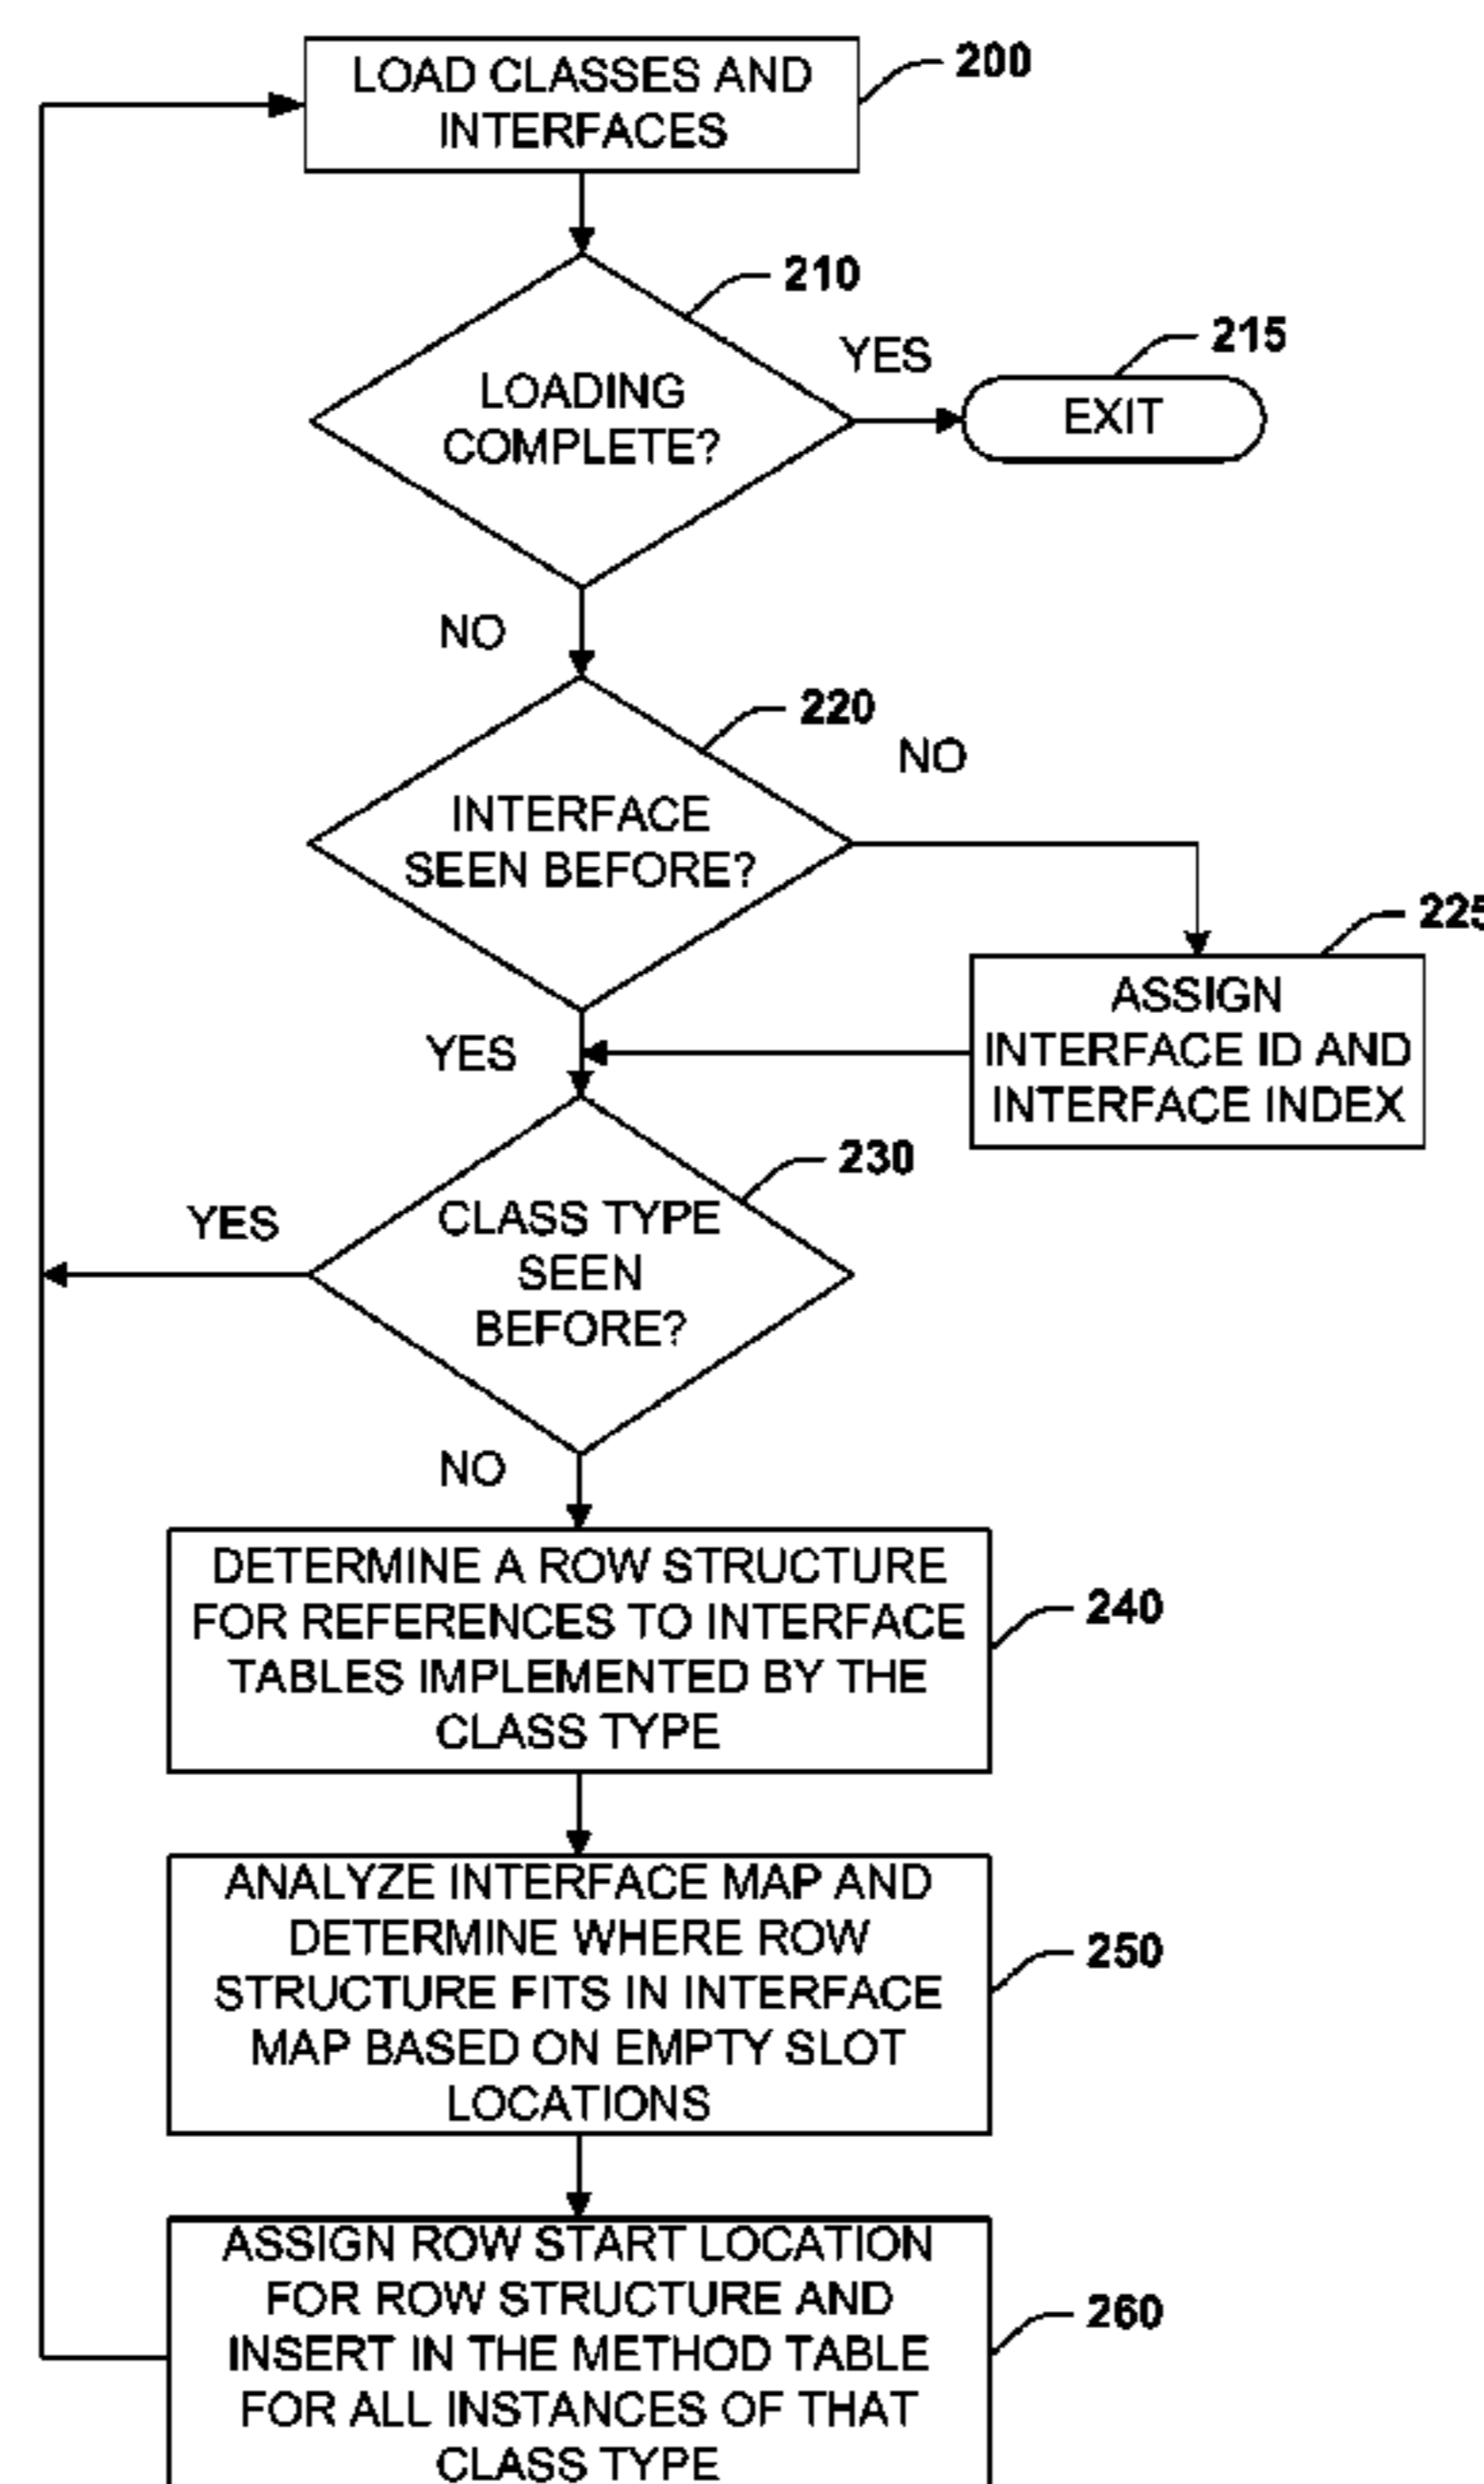 LOAD CLASSES AND
INTERFACES
200
210
LOADING
COMPLETE?
YES
215
EXIT
NO
220
INTERFACE
SEEN BEFORE?
NO
225
ASSIGN
INTERFACE ID AND
INTERFACE INDEX
YES
230
CLASS TYPE
SEEN
BEFORE?
YES
NO
DETERMINE A ROW STRUCTURE
FOR REFERENCES TO INTERFACE
TABLES IMPLEMENTED BY THE
CLASS TYPE
240
ANALYZE INTERFACE MAP AND
DETERMINE WHERE ROW
STRUCTURE FITS IN INTERFACE
MAP BASED ON EMPTY SLOT
LOCATIONS
250
ASSIGN ROW START LOCATION
FOR ROW STRUCTURE AND
INSERT IN THE METHOD TABLE
FOR ALL INSTANCES OF THAT
CLASS TYPE
260